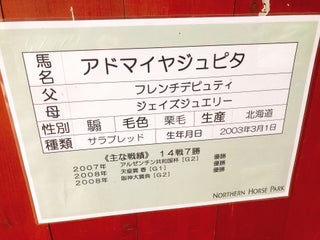 馬名 アドマイヤジュピタ
父 フレンチデピュティ
母 ジェイズジュエリー
性別 騸 毛色 栗毛 生産 北海道
種類 サラブレッド 生年月日 2003年3月1日
《主な戦績》 14戦7勝
2007年 アルゼンチン共和国杯 [G2] 優勝
2008年 天皇賞 春 [G1] 優勝
2008年 阪神大賞典 [G2] 優勝
NORTHERN HORSE PARK